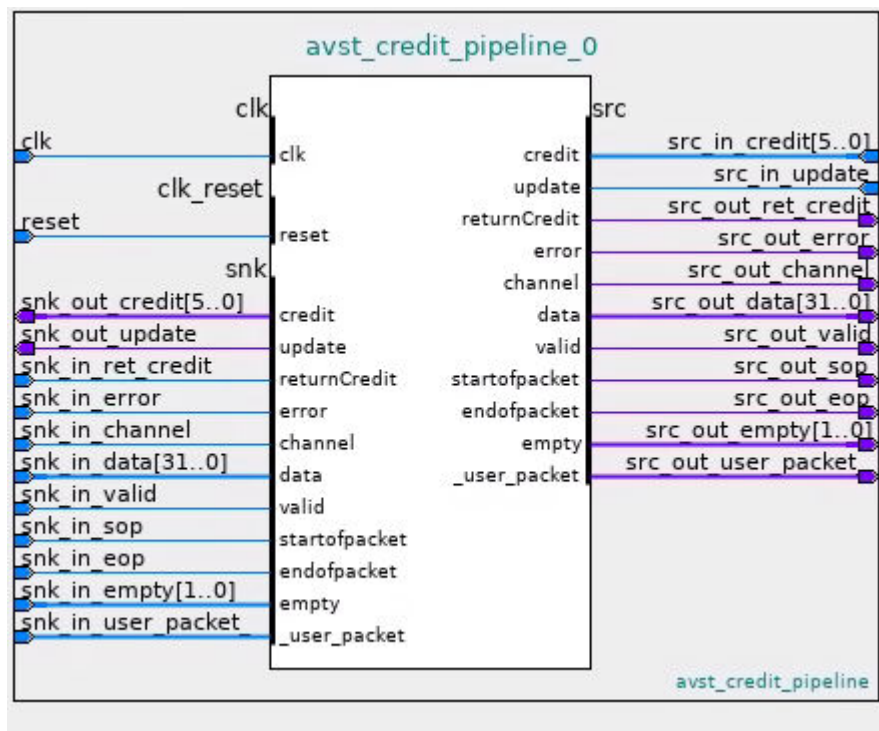 avst_credit_pipeline_0
clk
src
clk
clk
credit
src_in_credit[5..0]
clk_reset
update
src_in_update
reset
reset
returnCredit
src_out_ret_credit
error
src_out_error
snk
channel
src_out_channel
snk_out_credit[5..0]
credit
data
src_out_data[31..0]
snk_out_update
update
valid
src_out_valid
snk_in_ret_credit
returnCredit
startofpacket
src_out_sop
snk_in_error
error
endofpacket
src_out_eop
snk_in_channel
channel
empty
src_out_empty[1..0]
snk_in_data[31..0]
data
_user_packet
src_out_user_packet_
snk_in_valid
valid
snk_in_sop
startofpacket
snk_in_eop
endofpacket
snk_in_empty[1..0]
empty
snk_in_user_packet_
_user_packet
avst_credit_pipeline